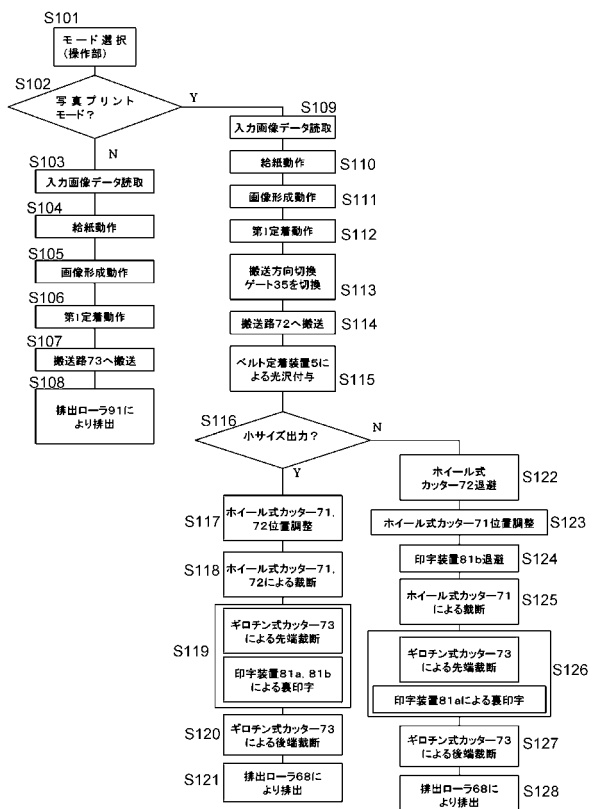 S101
モード選択
(操作部)
S102
写真プリント
モード?
Y
N
S103
入力画像データ読取
S104
給紙動作
S105
画像形成動作
S106
第1定着動作
S107
搬送路73へ搬送
S108
排出ローラ91に
より排出
S109
入力画像データ読取
給紙動作
S110
画像形成動作
S111
第1定着動作
S112
搬送方向切換
ゲート35を切換
S113
搬送路72へ搬送
S114
ベルト定着装置5に
よる光沢付与
S115
S116
小サイズ出力?
N
Y
S117
ホイール式カッター71,
72位置調整
S118
ホイール式カッター71,
72による裁断
S119
ギロチン式カッター73
による先端裁断
印字装置81a, 81b
による裏印字
S120
ギロチン式カッター73
による後端裁断
S121
排出ローラ68に
より排出
ホイール式
カッター72退避
S122
ホイール式カッター71位置調整
S123
印字装置81b退避
S124
ホイール式カッター71
による裁断
S125
ギロチン式カッター73
による先端裁断
S126
印字装置81aによる裏印字
ギロチン式カッター73
による後端裁断
S127
排出ローラ68に
より排出
S128